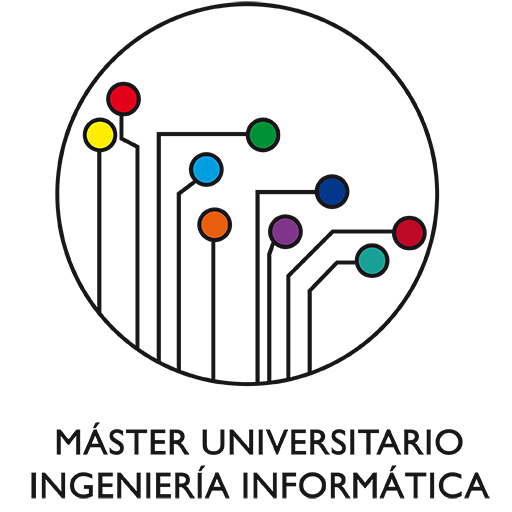 MÁSTER UNIVERSITARIO
INGENIERÍA INFORMÁTICA